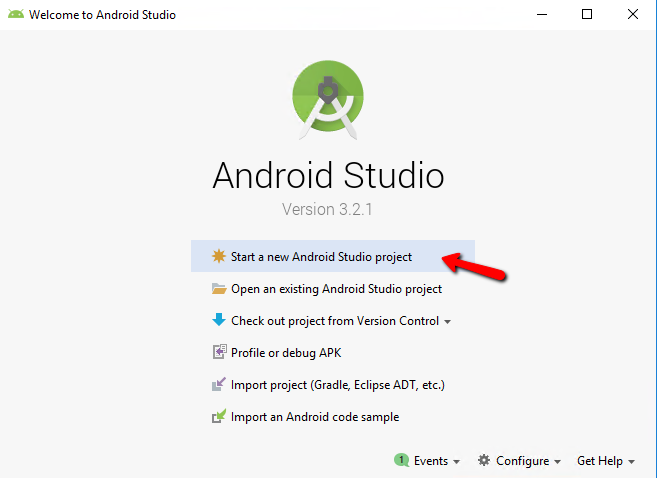 Welcome to Android Studio
Android Studio
Version 3.2.1
Start a new Android Studio project
Open an existing Android Studio project
Check out project from Version Control
Profile or debug APK
Import project (Gradle, Eclipse ADT, etc.)
Import an Android code sample
1 Events Configure Get Help